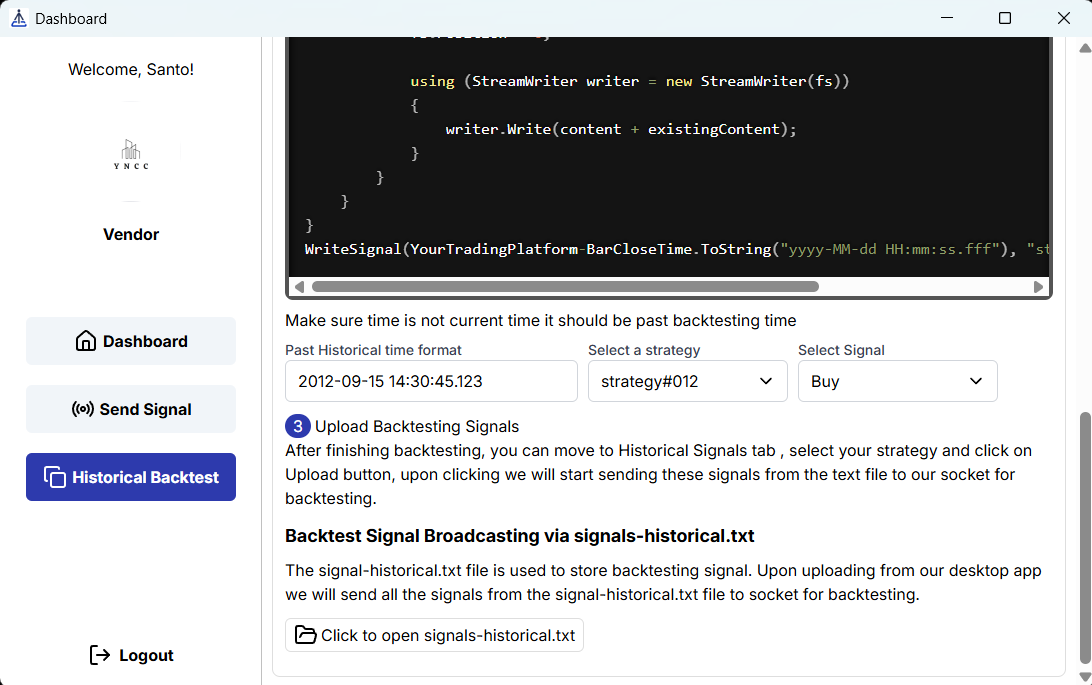 Dashboard
Welcome, Santo!
YNCC
Vendor
Dashboard
Send Signal
Historical Backtest
Logout
using (StreamWriter writer = new StreamWriter(fs))
{
writer.Write(content + existingContent);
}
}
}
}
WriteSignal(YourTradingPlatform-BarCloseTime.ToString("yyyy-MM-dd HH:mm:ss.fff"), "st
Make sure time is not current time it should be past backtesting time
Past Historical time format
Select a strategy
Select Signal
2012-09-15 14:30:45.123
strategy#012
Buy
3 Upload Backtesting Signals
After finishing backtesting, you can move to Historical Signals tab , select your strategy and click on
Upload button, upon clicking we will start sending these signals from the text file to our socket for
backtesting.
Backtest Signal Broadcasting via signals-historical.txt
The signal-historical.txt file is used to store backtesting signal. Upon uploading from our desktop app
we will send all the signals from the signal-historical.txt file to socket for backtesting.
Click to open signals-historical.txt